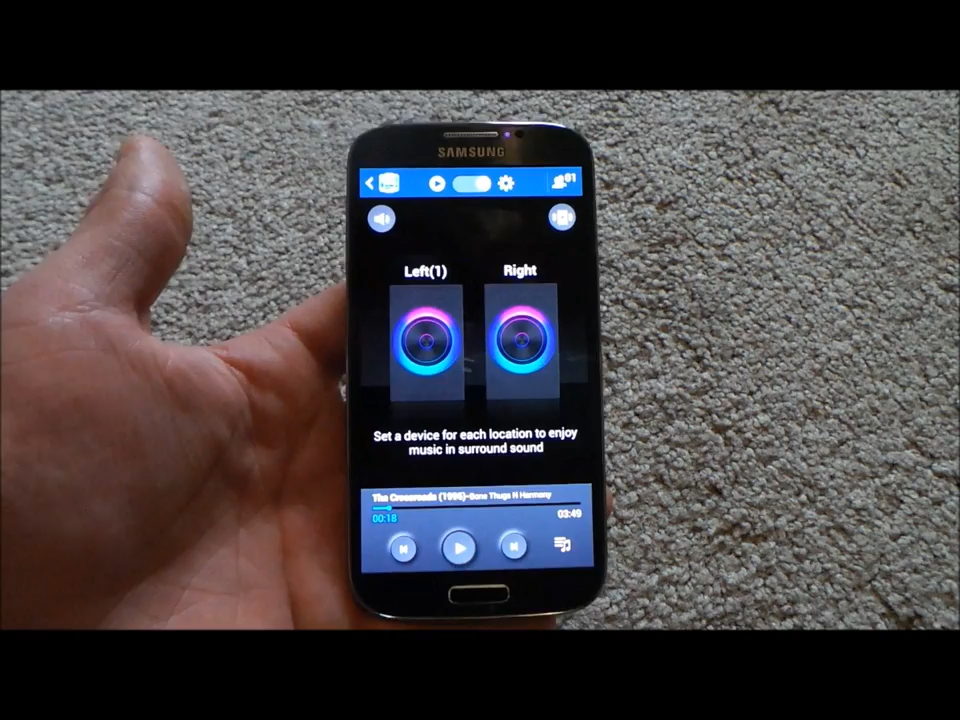 SAMSUNG
01
Left(1)
Right
Set a device for each location to enjoy
music in surround sound
The Crossroads (1996)-Bone Thugs N Harmony
00:18
03:49